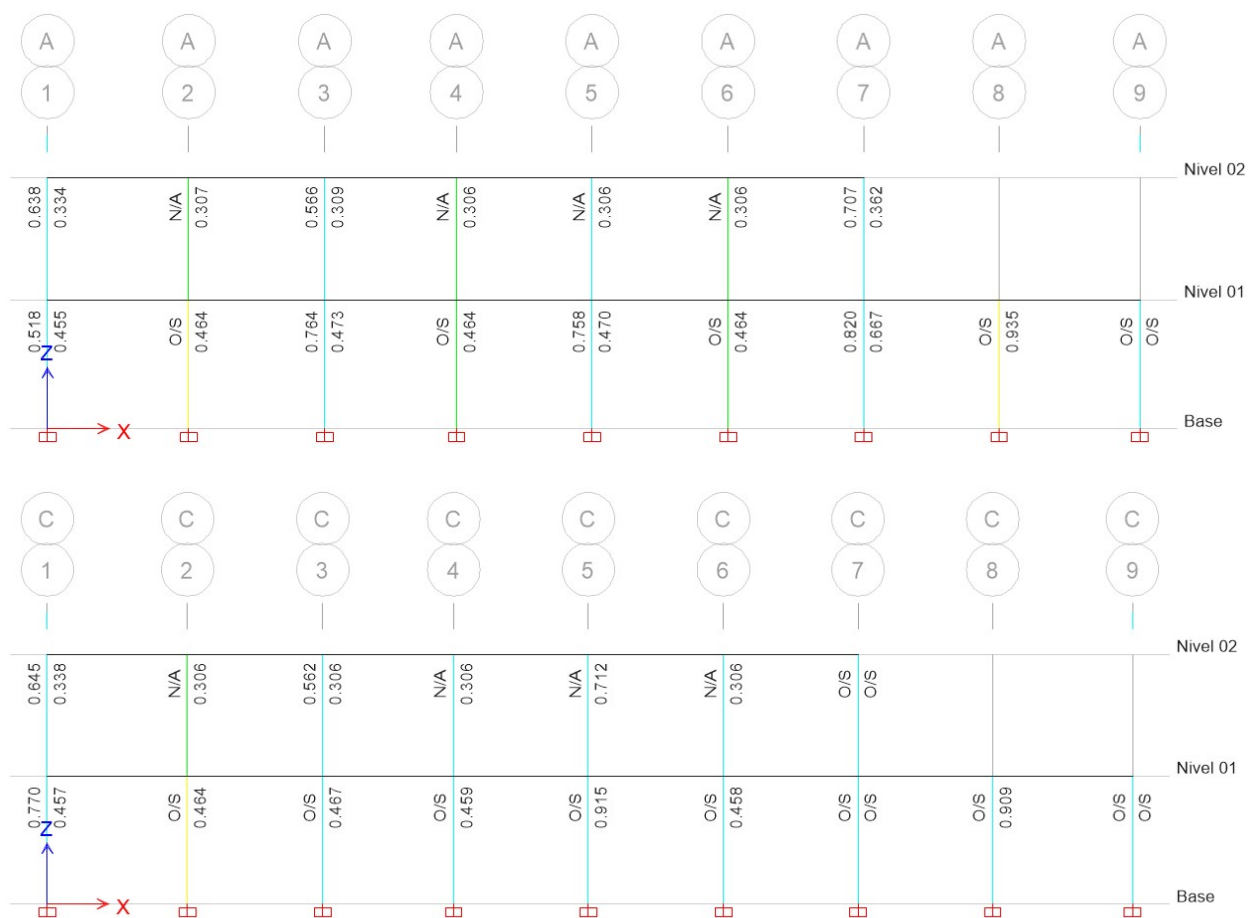 A A A A A A A A A
1 2 3 4 5 6 7 8 9
Nivel 02
0.638 0.334 N/A 0.307 0.566 0.309 N/A 0.306 N/A 0.306 N/A 0.306 0.707 0.362
Nivel 01
0.518 0.455 O/S 0.464 0.764 0.473 O/S 0.464 0.758 0.470 O/S 0.464 0.820 0.667 O/S 0.935 O/S O/S
Z
X
Base
C C C C C C C C C
1 2 3 4 5 6 7 8 9
Nivel 02
0.645 0.338 N/A 0.306 0.562 0.306 N/A 0.306 N/A 0.712 N/A 0.306 O/S O/S
Nivel 01
0.770 0.457 O/S 0.464 O/S 0.467 O/S 0.459 O/S 0.915 O/S 0.458 O/S O/S O/S 0.909 O/S O/S
Z
X
Base